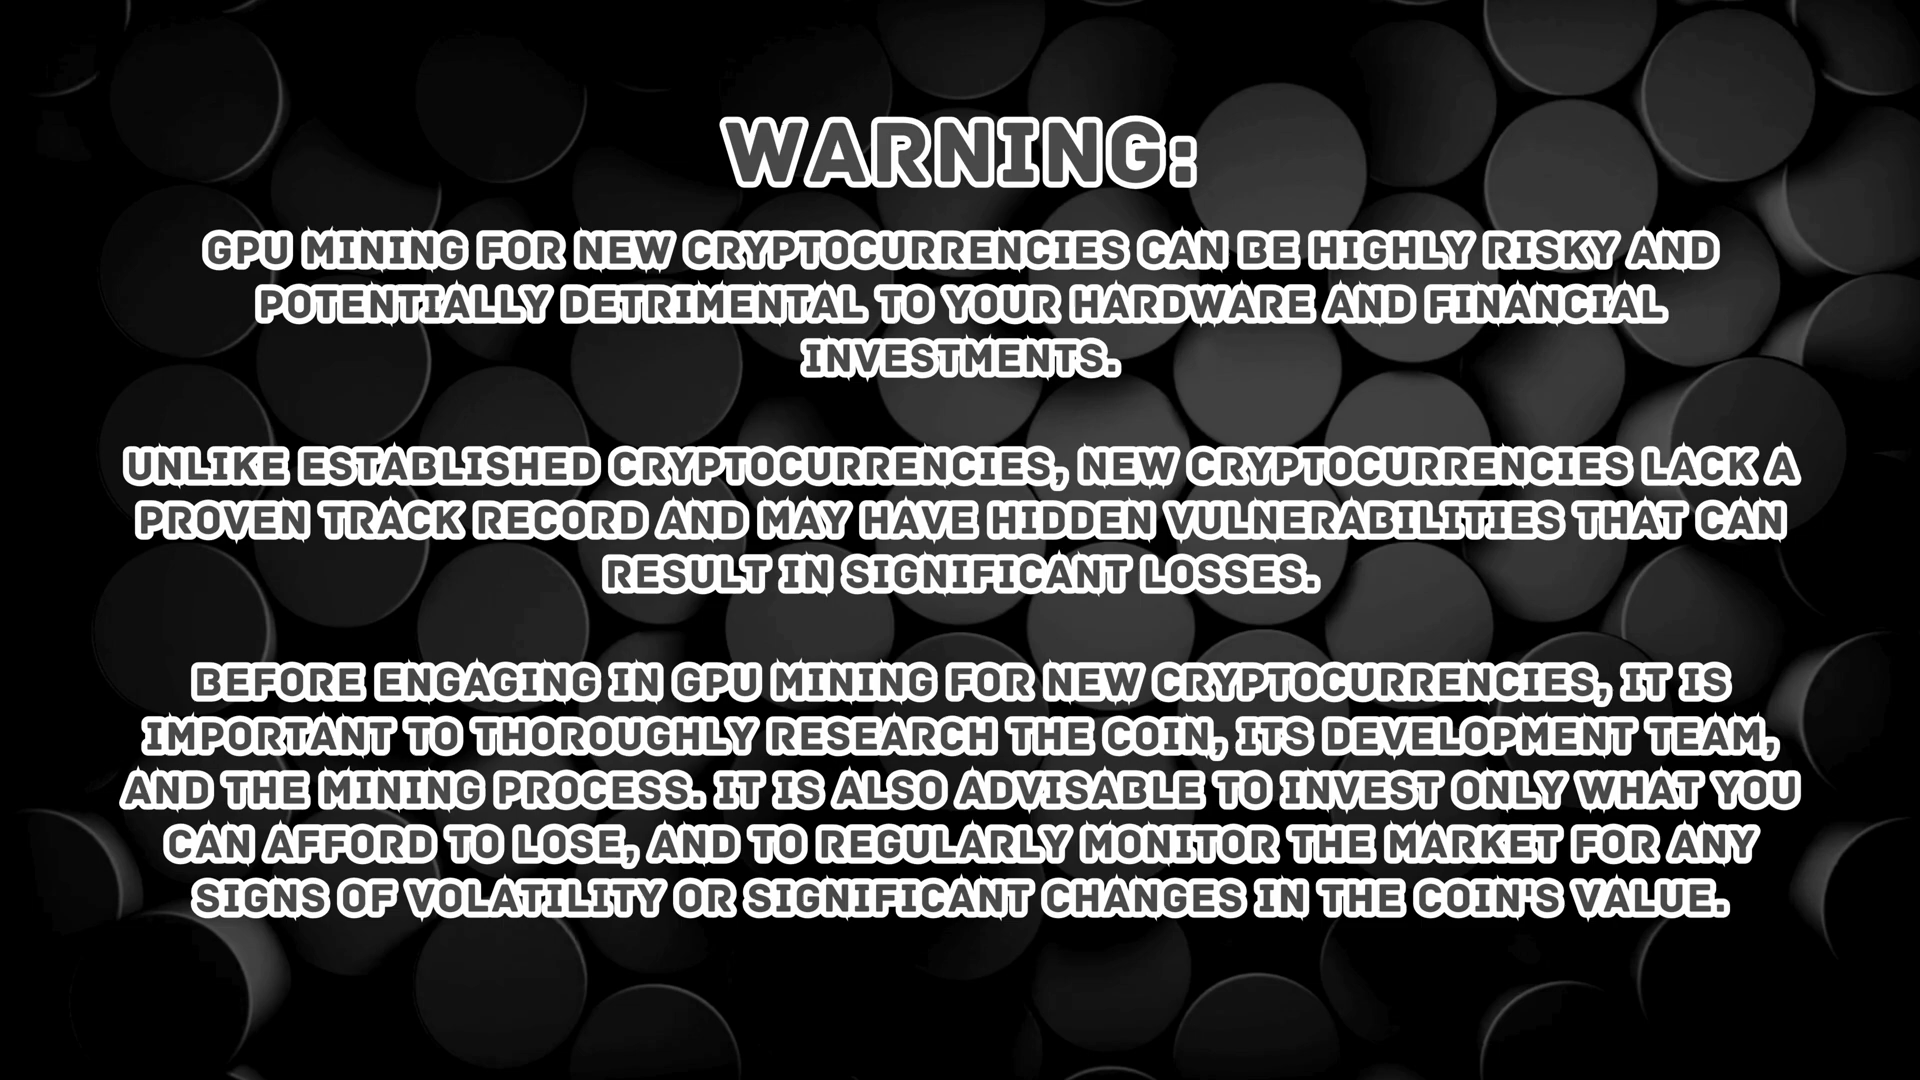 WARNING:
GPU MINING FOR NEW CRYPTOCURRENCIES CAN BE HIGHLY RISKY AND
POTENTIALLY DETRIMENTAL TO YOUR HARDWARE AND FINANCIAL
INVESTMENTS.
UNLIKE ESTABLISHED CRYPTOCURRENCIES, NEW CRYPTOCURRENCIES LACK A
PROVEN TRACK RECORD AND MAY HAVE HIDDEN VULNERABILITIES THAT CAN
RESULT IN SIGNIFICANT LOSSES.
BEFORE ENGAGING IN GPU MINING FOR NEW CRYPTOCURRENCIES, IT IS
IMPORTANT TO THOROUGHLY RESEARCH THE COIN, ITS DEVELOPMENT TEAM,
AND THE MINING PROCESS. IT IS ALSO ADVISABLE TO INVEST ONLY WHAT YOU
CAN AFFORD TO LOSE, AND TO REGULARLY MONITOR THE MARKET FOR ANY
SIGNS OF VOLATILITY OR SIGNIFICANT CHANGES IN THE COIN'S VALUE.